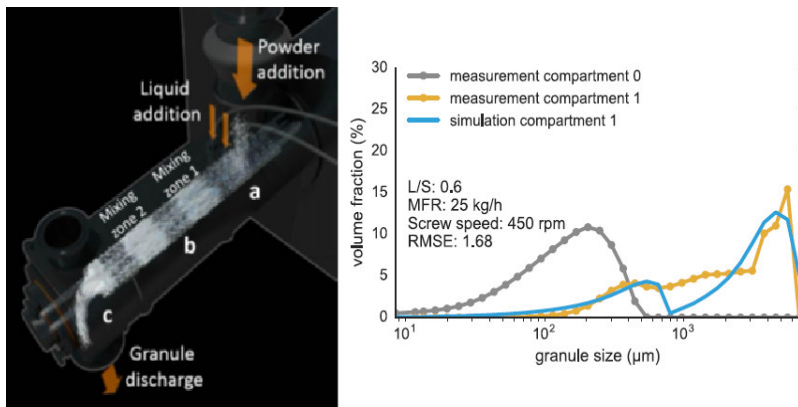 Powder
addition
Liquid
addition
Mixing
zone 1
Mixing
zone 2
a
b
c
Granule
discharge
30
25
20
15
10
5
0
volume fraction (%)
measurement compartment 0
measurement compartment 1
simulation compartment 1
L/S: 0.6
MFR: 25 kg/h
Screw speed: 450 rpm
RMSE: 1.68
10¹
10²
10³
granule size (µm)